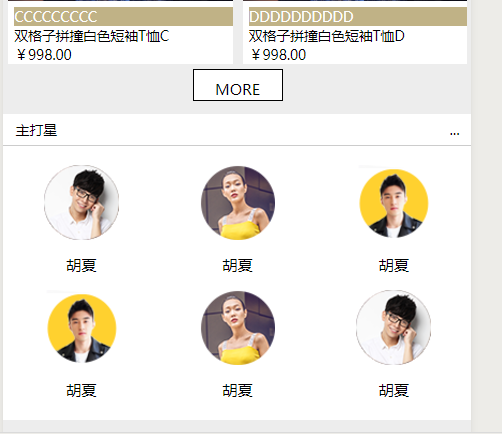 CCCCCCCCC
双格子拼撞白色短袖T恤C
￥998.00
DDDDDDDDDD
双格子拼撞白色短袖T恤D
￥998.00
MORE
主打星
...
胡夏
胡夏
胡夏
胡夏
胡夏
胡夏